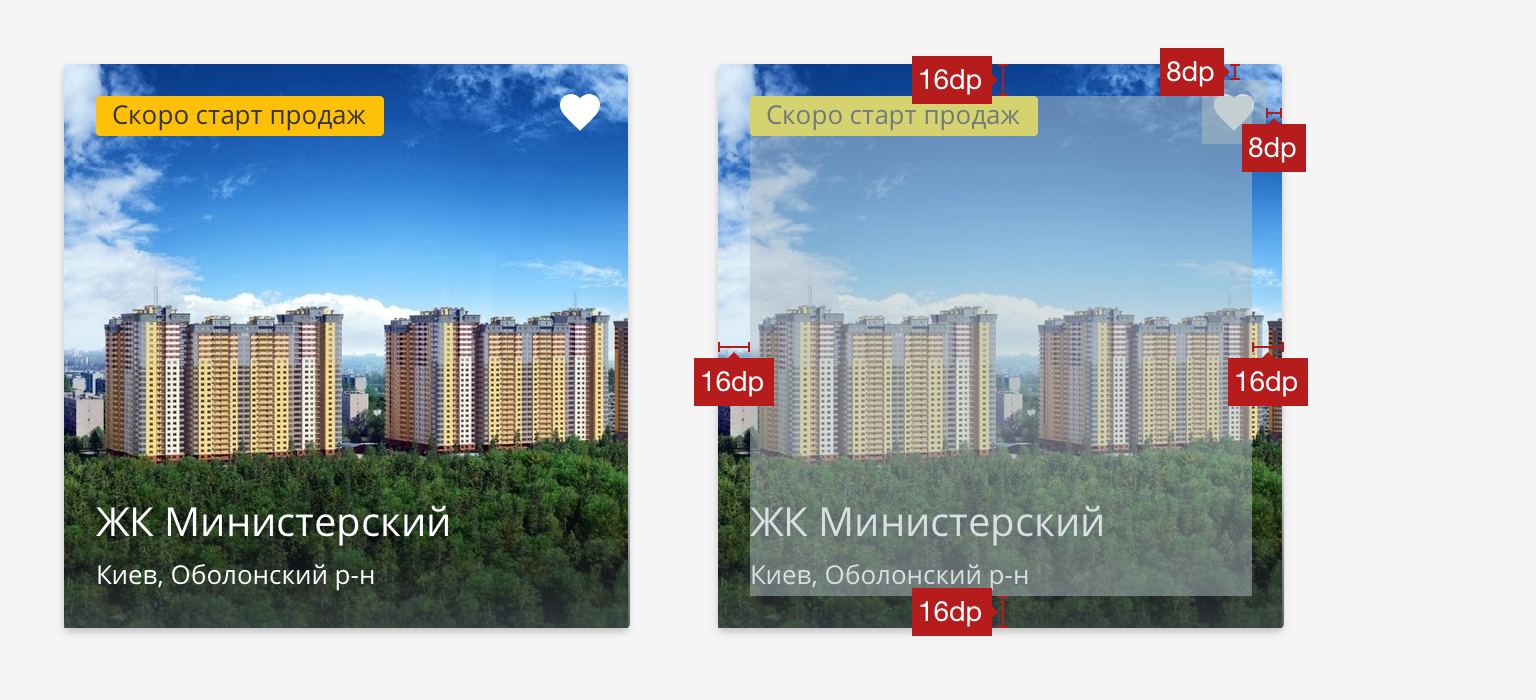 Скоро старт продаж
ЖК Министерский
Киев, Оболонский р-н
16dp
8dp
Скоро старт продаж
8dp
16dp
16dp
ЖК Министерский
Киев, Оболонский р-н
16dp